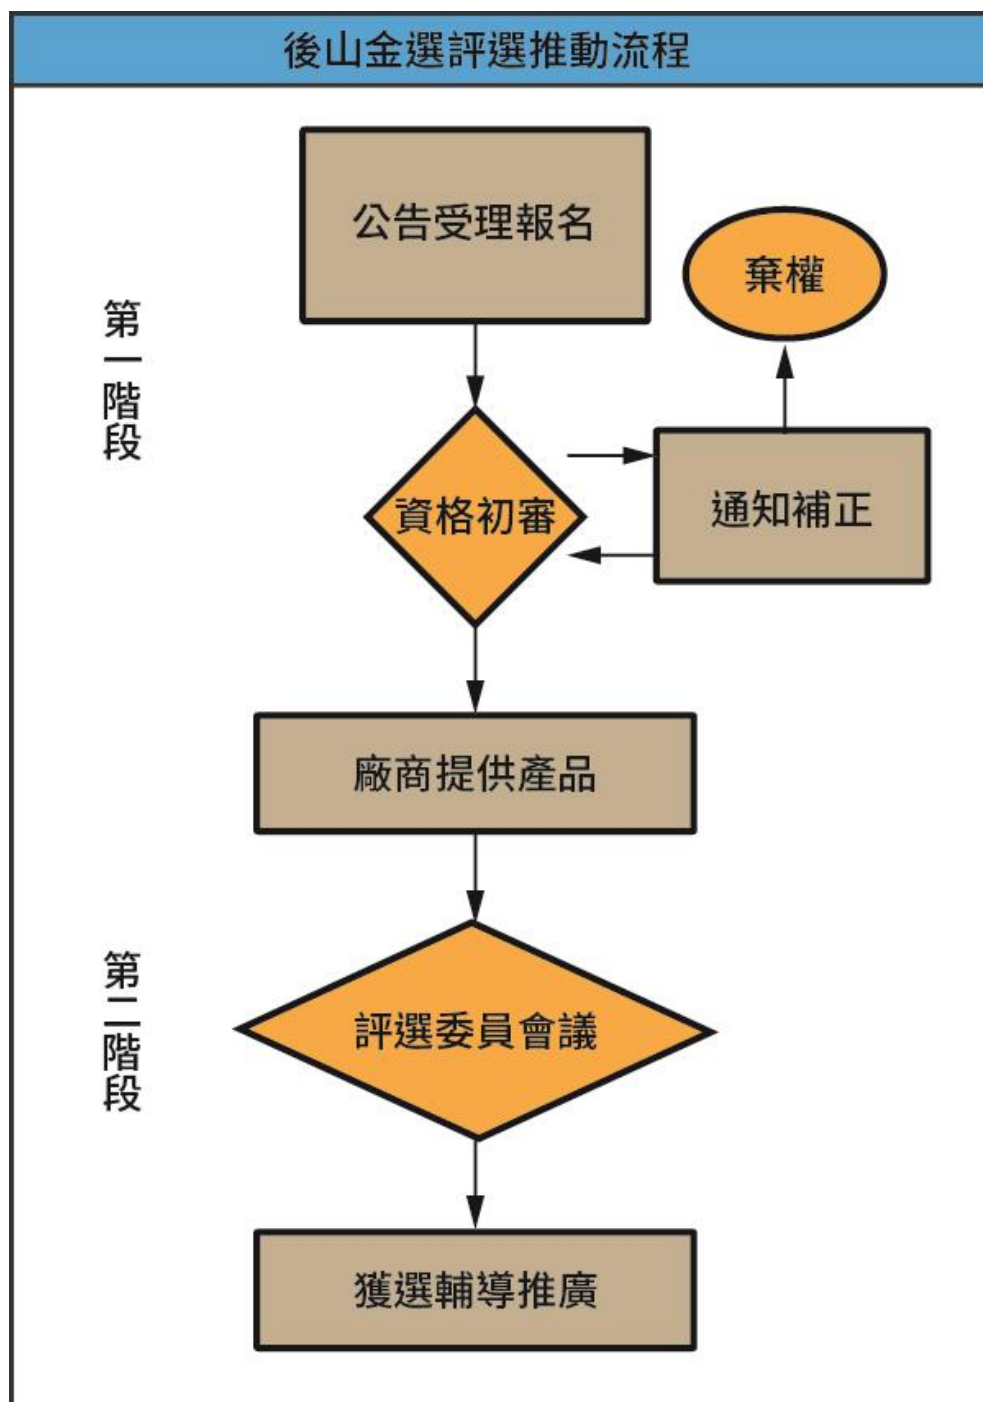 後山金選評選推動流程
公告受理報名
棄權
第一階段
資格初審
通知補正
廠商提供產品
第二階段
評選委員會議
獲選輔導推廣